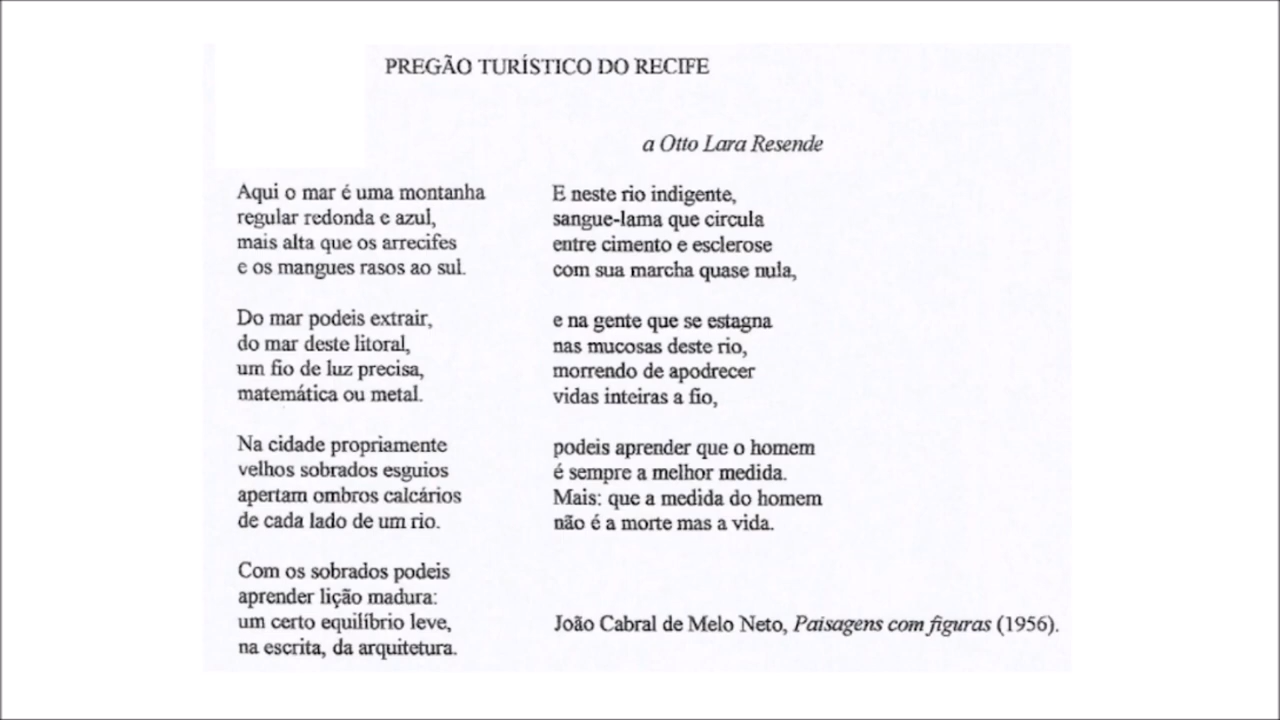 PREGÃO TURÍSTICO DO RECIFE
a Otto Lara Resende
Aqui o mar é uma montanha
regular redonda e azul,
mais alta que os arrecifes
e os mangues rasos ao sul.
Do mar podeis extrair,
do mar deste litoral,
um fio de luz precisa,
matemática ou metal.
Na cidade propriamente
velhos sobrados esguios
apertam ombros calcários
de cada lado de um rio.
Com os sobrados podeis
aprender lição madura:
um certo equilíbrio leve,
na escrita, da arquitetura.
E neste rio indigente,
sangue-lama que circula
entre cimento e esclerose
com sua marcha quase nula,
e na gente que se estagna
nas mucosas deste rio,
morrendo de apodrecer
vidas inteiras a fio,
podeis aprender que o homem
é sempre a melhor medida.
Mais: que a medida do homem
não é a morte mas a vida.
João Cabral de Melo Neto, Paisagens com figuras (1956).